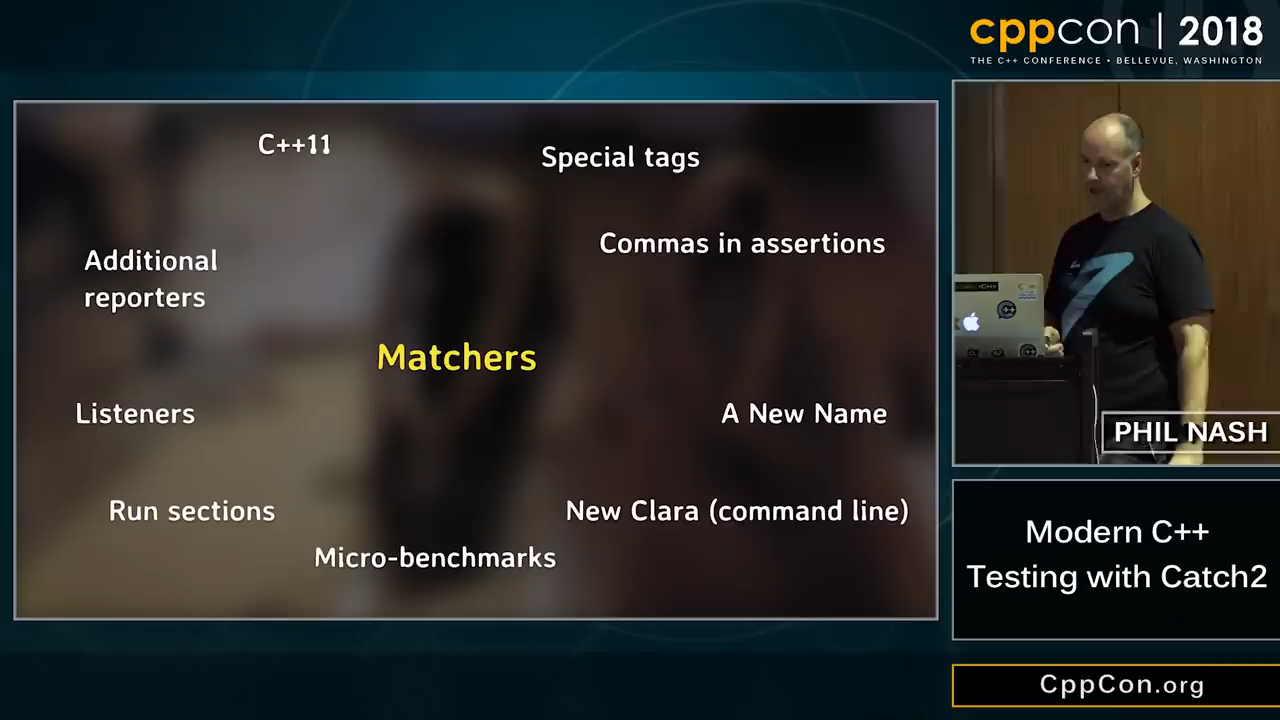 cppcon | 2018
THE C++ CONFERENCE • BELLEVUE, WASHINGTON
C++11
Special tags
Commas in assertions
Additional
reporters
Matchers
Listeners
A New Name
Run sections
New Clara (command line)
Micro-benchmarks
PHIL NASH
Modern C++
Testing with Catch2
CppCon.org